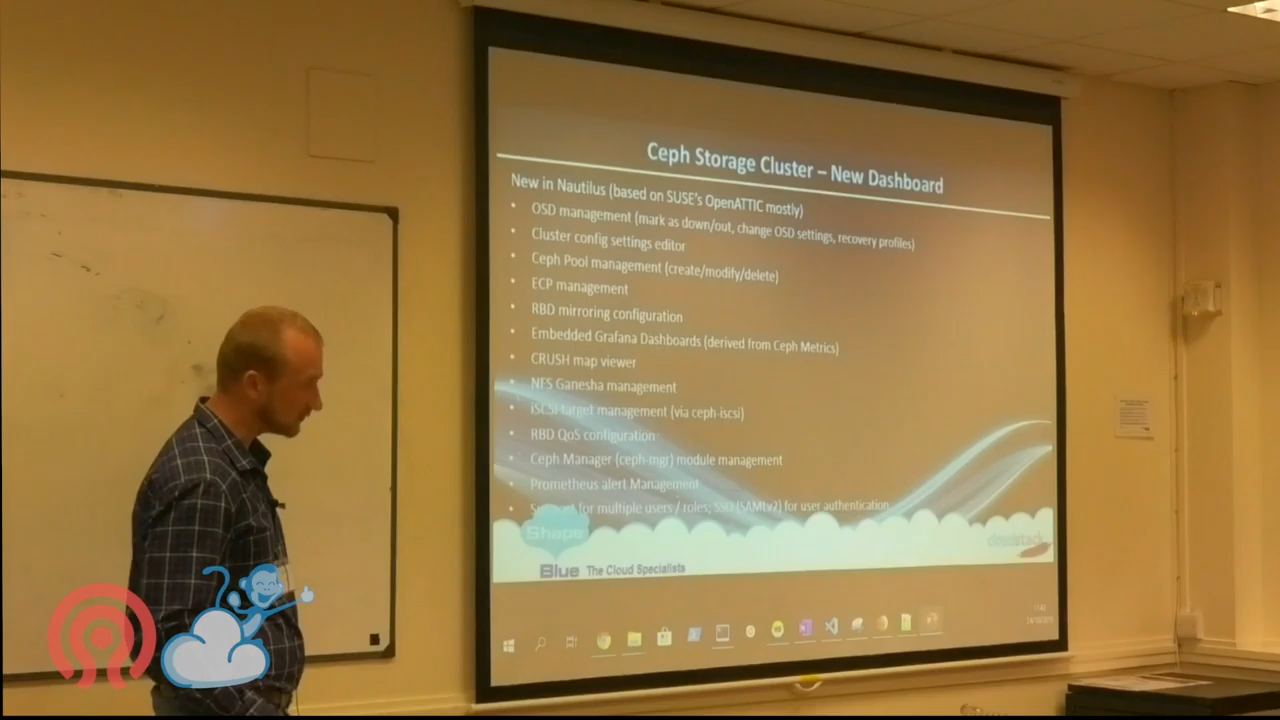 Ceph Storage Cluster – New Dashboard
New in Nautilus (based on SUSE's OpenATTIC mostly)
• OSD management (mark as down/out, change OSD settings, recovery profiles)
• Cluster config settings editor
• Ceph Pool management (create/modify/delete)
• ECP management
• RBD mirroring configuration
• Embedded Grafana Dashboards (derived from Ceph Metrics)
• CRUSH map viewer
• NFS Ganesha management
• iSCSI target management (via ceph-iscsi)
• RBD QoS configuration
• Ceph Manager (ceph-mgr) module management
• Prometheus alert Management
• Support for multiple users / roles; SSO (SAMLv2) for user authentication
Shape
Blue The Cloud Specialists
cloudstack